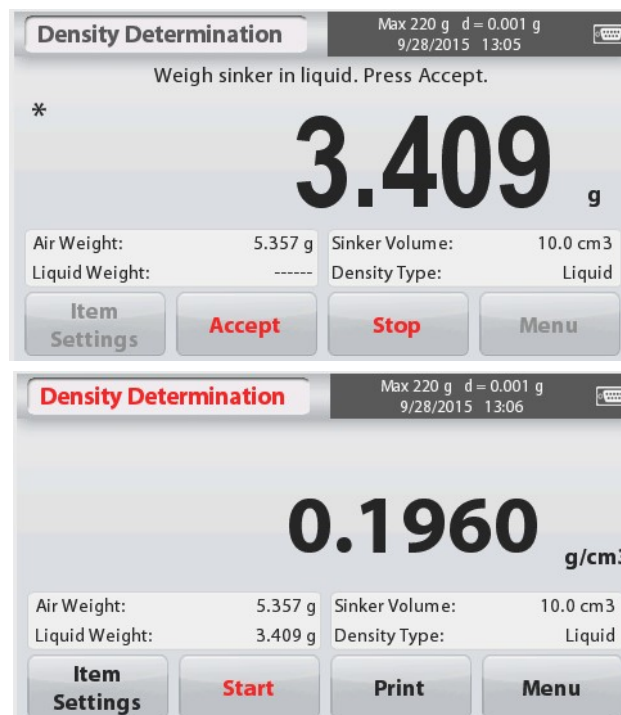 Density Determination
Max 220 g d = 0.001 g
9/28/2015 13:05
Weigh sinker in liquid. Press Accept.
*
3.409 g
Air Weight: 5.357 g Sinker Volume: 10.0 cm3
Liquid Weight: ------ Density Type: Liquid
Item Settings Accept Stop Menu
Density Determination
Max 220 g d = 0.001 g
9/28/2015 13:06
0.1960 g/cm3
Air Weight: 5.357 g Sinker Volume: 10.0 cm3
Liquid Weight: 3.409 g Density Type: Liquid
Item Settings Start Print Menu